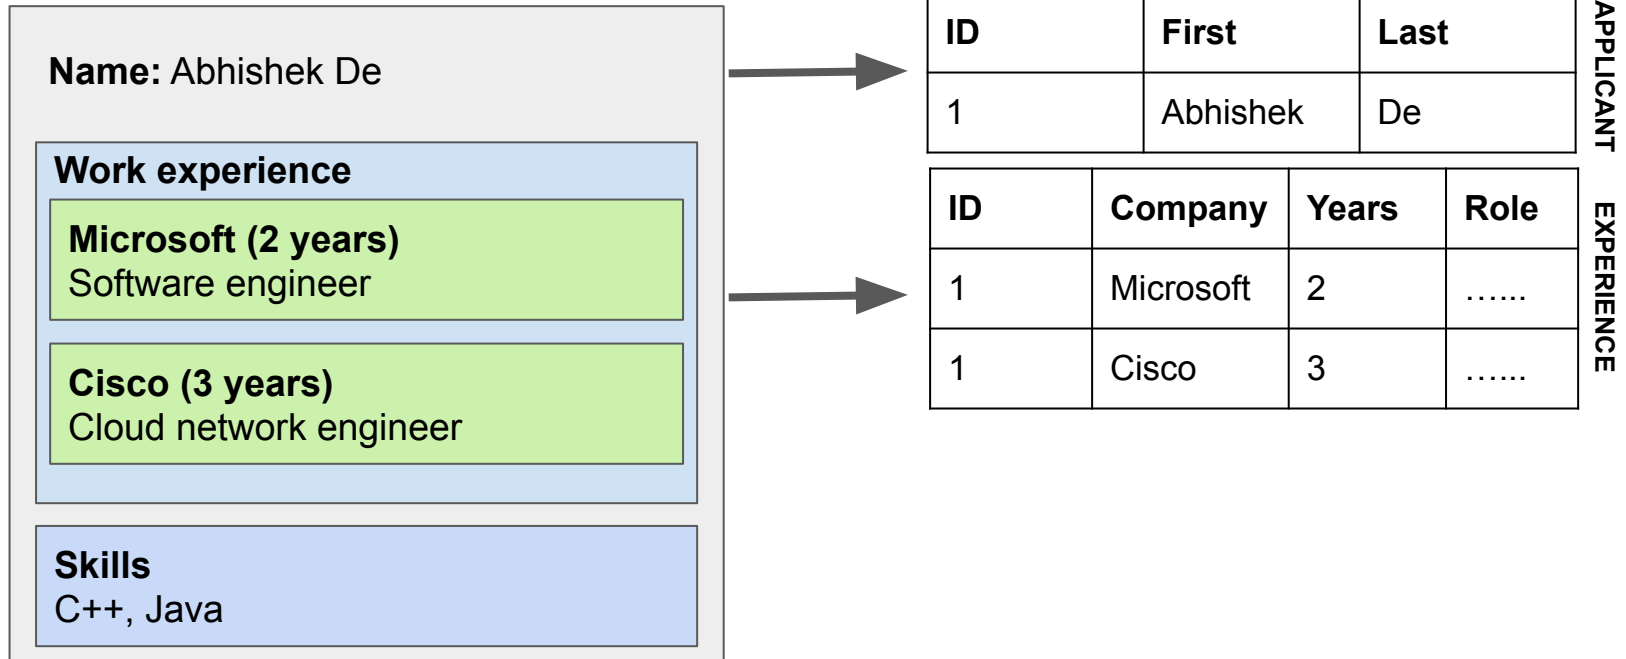 Name: Abhishek De
Work experience
Microsoft (2 years)
Software engineer
Cisco (3 years)
Cloud network engineer
Skills
C++, Java
ID First Last
1 Abhishek De
APPLICANT
ID Company Years Role
1 Microsoft 2 …...
1 Cisco 3 …...
EXPERIENCE